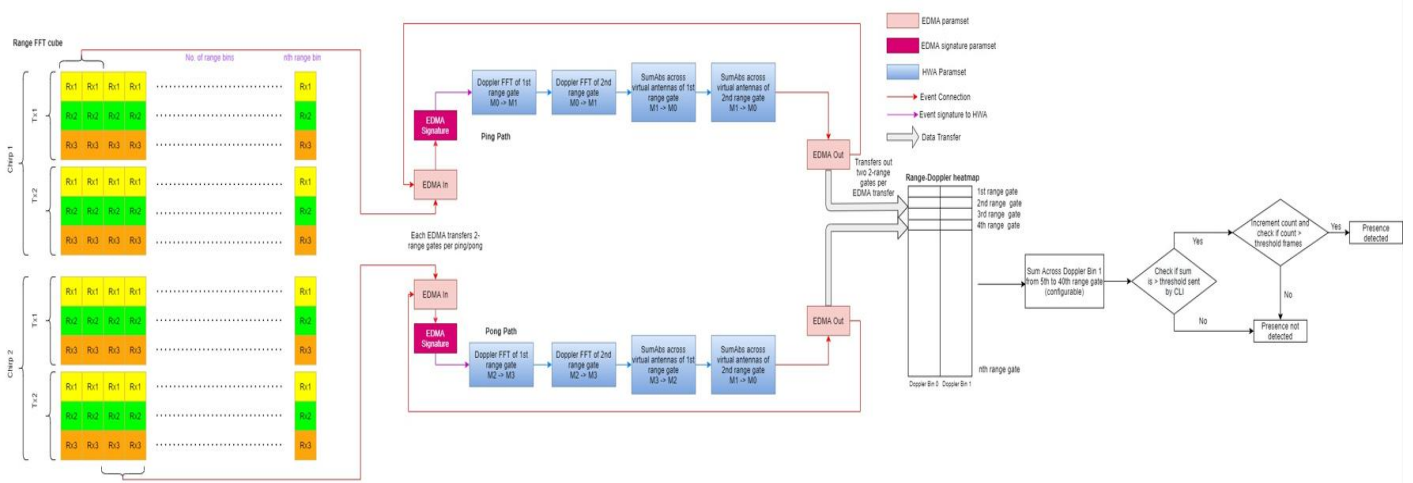 Range FFT cube
No. of range bins
nth range bin
Chirp 1
Tx1
Rx1 Rx1 Rx1 Rx1 Rx1
Rx2 Rx2 Rx2 Rx2 Rx2
Rx3 Rx3 Rx3 Rx3 Rx3
Tx2
Rx1 Rx1 Rx1 Rx1 Rx1
Rx2 Rx2 Rx2 Rx2 Rx2
Rx3 Rx3 Rx3 Rx3 Rx3
Chirp 2
Tx1
Rx1 Rx1 Rx1 Rx1 Rx1
Rx2 Rx2 Rx2 Rx2 Rx2
Rx3 Rx3 Rx3 Rx3 Rx3
Tx2
Rx1 Rx1 Rx1 Rx1 Rx1
Rx2 Rx2 Rx2 Rx2 Rx2
Rx3 Rx3 Rx3 Rx3 Rx3
EDMA In
EDMA
Signature
Ping Path
Doppler FFT of 1st
range gate
M0 -> M1
Doppler FFT of 2nd
range gate
M0 -> M1
SumAbs across
virtual antennas of 1st
range gate
M1 -> M0
SumAbs across
virtual antennas of
2nd range gate
M1 -> M0
EDMA Out
Each EDMA transfers 2-
range gates per ping/pong
EDMA In
EDMA
Signature
Pong Path
Doppler FFT of 1st
range gate
M2 -> M3
Doppler FFT of 2nd
range gate
M2 -> M3
SumAbs across
virtual antennas of 1st
range gate
M3 -> M2
SumAbs across
virtual antennas of
2nd range gate
M1 -> M0
EDMA Out
EDMA paramset
EDMA signature paramset
HWA Paramset
Event Connection
Event signature to HWA
Data Transfer
Transfers out
two 2-range
gates per
EDMA transfer
Range-Doppler heatmap
1st range gate
2nd range gate
3rd range gate
4th range gate
nth range gate
Doppler Bin 0 Doppler Bin 1
Sum Across Doppler Bin 1
from 5th to 40th range gate
(configurable)
Check if sum
is > threshold sent
by CLI
Yes
No
Increment count and
check if count >
threshold frames
Yes
No
Presence
detected
Presence not
detected